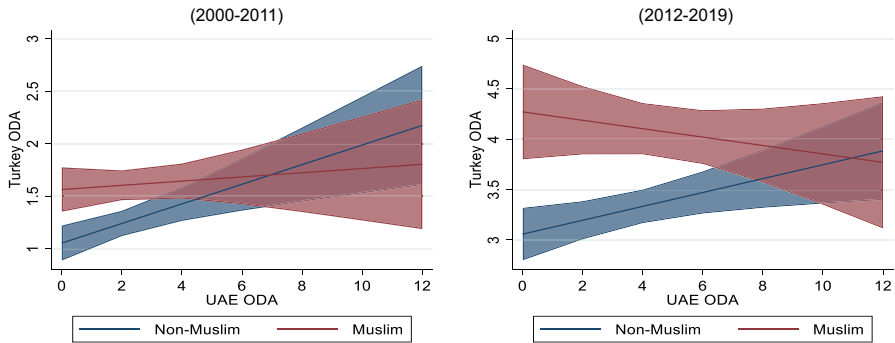 (2000-2011)
3
2.5
2
1.5
1
Turkey ODA
0 2 4 6 8 10 12
UAE ODA
Non-Muslim Muslim
(2012-2019)
5
4.5
4
3.5
3
Turkey ODA
0 2 4 6 8 10 12
UAE ODA
Non-Muslim Muslim